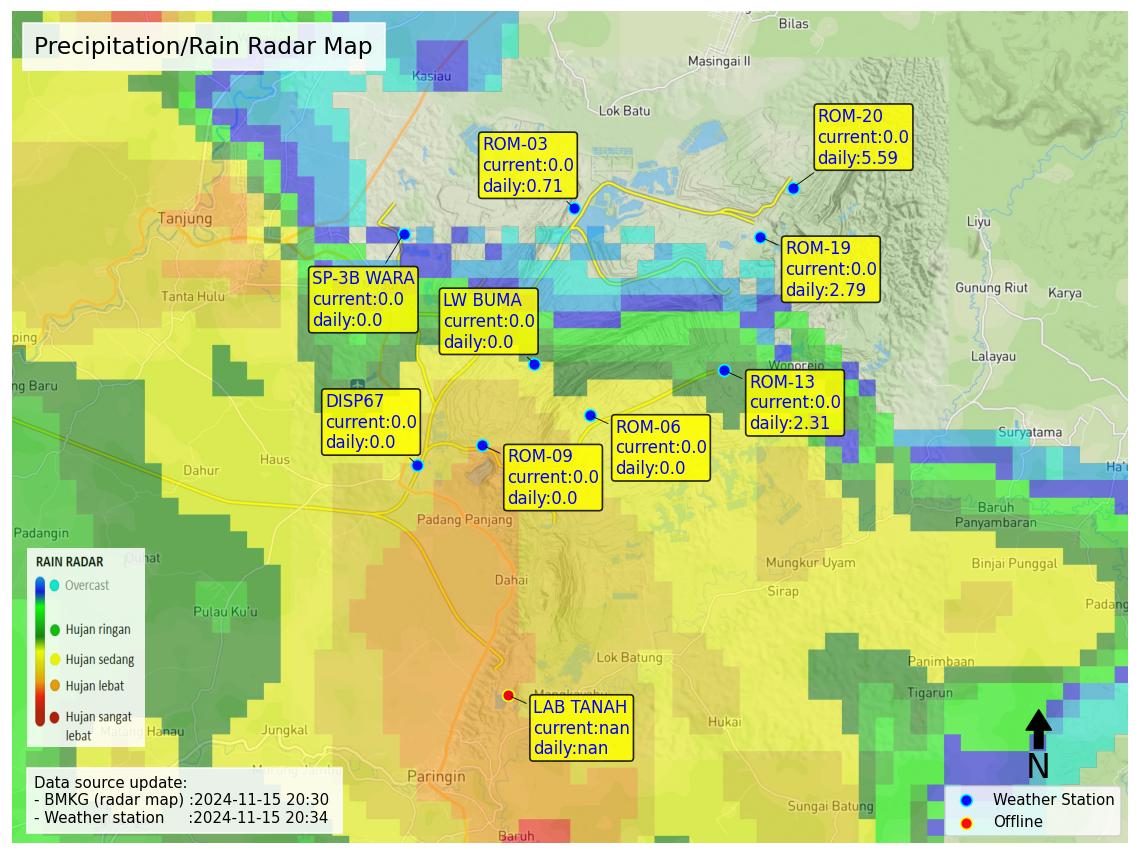 Precipitation/Rain Radar Map
Bilas
Masingai II
Kasiau
Lok Batu
ROM-20
current:0.0
daily:5.59
ROM-03
current:0.0
daily:0.71
Tanjung
Liyu
ROM-19
current:0.0
daily:2.79
SP-3B WARA
current:0.0
daily:0.0
Tanta Hulu
LW BUMA
current:0.0
daily:0.0
Gunung Riut
Karya
ping
Lalayau
Wonorejo
ng Baru
ROM-13
current:0.0
daily:2.31
DISP67
current:0.0
daily:0.0
ROM-06
current:0.0
daily:0.0
Suryatama
Haus
Dahur
ROM-09
current:0.0
daily:0.0
Ha'u
Baruh
Panyambaran
Padang Panjang
Padangin
RAIN RADAR
Overcast
Hujan ringan
Hujan sedang
Hujan lebat
Hujan sangat
lebat
Mungkur Uyam
Binjai Punggal
Dahai
Sirap
Pulau Ku'u
Padang
Lok Batung
Panimbaan
Tigarun
LAB TANAH
current:nan
daily:nan
Hukai
Jungkal
Manau
Paringin
N
Data source update:
- BMKG (radar map) :2024-11-15 20:30
- Weather station :2024-11-15 20:34
Sungai Batung
Weather Station
Offline
Baruh